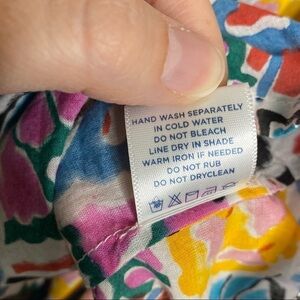 HAND WASH SEPARATELY
IN COLD WATER
DO NOT BLEACH
LINE DRY IN SHADE
WARM IRON IF NEEDED
DO NOT RUB
DO NOT DRYCLEAN